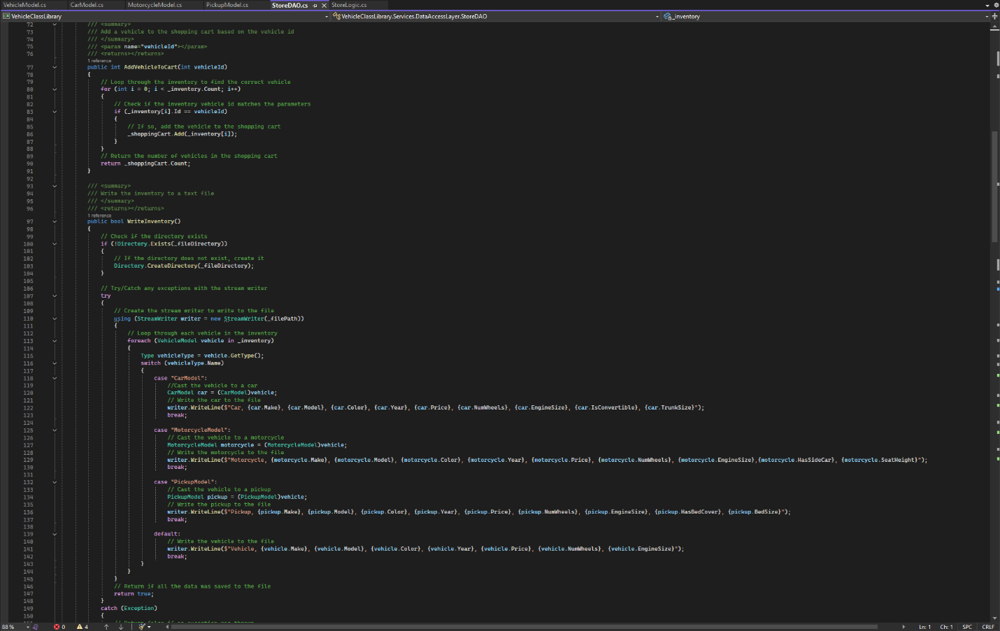 VehicleModel.cs CarModel.cs MotorcycleModel.cs PickupModel.cs StoreDAO.cs StoreLogic.cs
VehicleClassLibrary VehicleClassLibrary.Services.DataAccessLayer.StoreDAO _inventory
72 /// <summary>
73 /// Add a vehicle to the shopping cart based on the vehicle id
74 /// </summary>
75 /// <param name="vehicleId"></param>
76 /// <returns></returns>
1 reference
77 public int AddVehicleToCart(int vehicleId)
78 {
79 // Loop through the inventory to find the correct vehicle
80 for (int i = 0; i < _inventory.Count; i++)
81 {
82 // Check if the inventory vehicle id matches the parameters
83 if (_inventory[i].Id == vehicleId)
84 {
85 // If so, add the vehicle to the shopping cart
86 _shoppingCart.Add(_inventory[i]);
87 }
88 }
89 // Return the number of vehicles in the shopping cart
90 return _shoppingCart.Count;
91 }
92
93 /// <summary>
94 /// Write the inventory to a text file
95 /// </summary>
96 /// <returns></returns>
1 reference
97 public bool WriteInventory()
98 {
99 // Check if the directory exists
100 if (!Directory.Exists(_fileDirectory))
101 {
102 // If the directory does not exist, create it
103 Directory.CreateDirectory(_fileDirectory);
104 }
105
106 // Try/Catch any exceptions with the stream writer
107 try
108 {
109 // Create the stream writer to write to the file
110 using (StreamWriter writer = new StreamWriter(_filePath))
111 {
112 // Loop through each vehicle in the inventory
113 foreach (VehicleModel vehicle in _inventory)
114 {
115 Type vehicleType = vehicle.GetType();
116 switch (vehicleType.Name)
117 {
118 case "CarModel":
119 //Cast the vehicle to a car
120 CarModel car = (CarModel)vehicle;
121 // Write the car to the file
122 writer.WriteLine($"Car, {car.Make}, {car.Model}, {car.Color}, {car.Year}, {car.Price}, {car.NumWheels}, {car.EngineSize}, {car.IsConvertible}, {car.TrunkSize}");
123 break;
124
125 case "MotorcycleModel":
126 // Cast the vehicle to a motorcycle
127 MotorcycleModel motorcycle = (MotorcycleModel)vehicle;
128 // Write the motorcycle to the file
129 writer.WriteLine($"Motorcycle, {motorcycle.Make}, {motorcycle.Model}, {motorcycle.Color}, {motorcycle.Year}, {motorcycle.Price}, {motorcycle.NumWheels}, {motorcycle.EngineSize},{motorcycle.HasSideCar}, {motorcycle.SeatHeight}");
130 break;
131
132 case "PickupModel":
133 // Cast the vehicle to a pickup
134 PickupModel pickup = (PickupModel)vehicle;
135 // Write the pickup to the file
136 writer.WriteLine($"Pickup, {pickup.Make}, {pickup.Model}, {pickup.Color}, {pickup.Year}, {pickup.Price}, {pickup.NumWheels}, {pickup.EngineSize}, {pickup.HasBedCover}, {pickup.BedSize}");
137 break;
138
139 default:
140 // Write the vehicle to the file
141 writer.WriteLine($"Vehicle, {vehicle.Make}, {vehicle.Model}, {vehicle.Color}, {vehicle.Year}, {vehicle.Price}, {vehicle.NumWheels}, {vehicle.EngineSize}");
142 break;
143 }
144 }
145 }
146 // Return if all the data was saved to the file
147 return true;
148 }
149 catch (Exception)
150 {
88 % 0 4 Ln: 1 Ch: 1 SPC CRLF